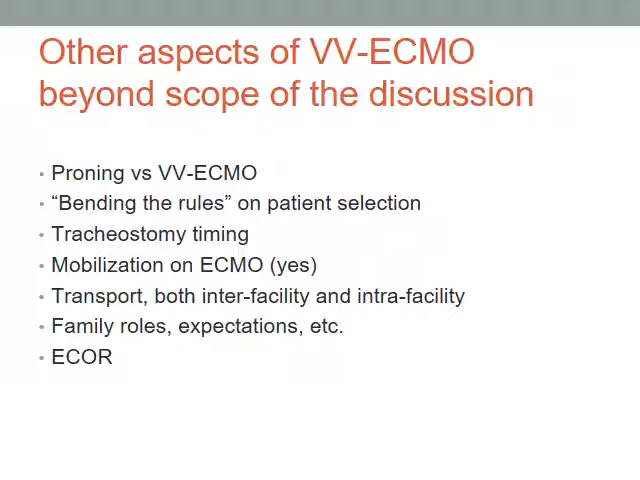 Other aspects of VV-ECMO
beyond scope of the discussion
• Proning vs VV-ECMO
• “Bending the rules” on patient selection
• Tracheostomy timing
• Mobilization on ECMO (yes)
• Transport, both inter-facility and intra-facility
• Family roles, expectations, etc.
• ECOR